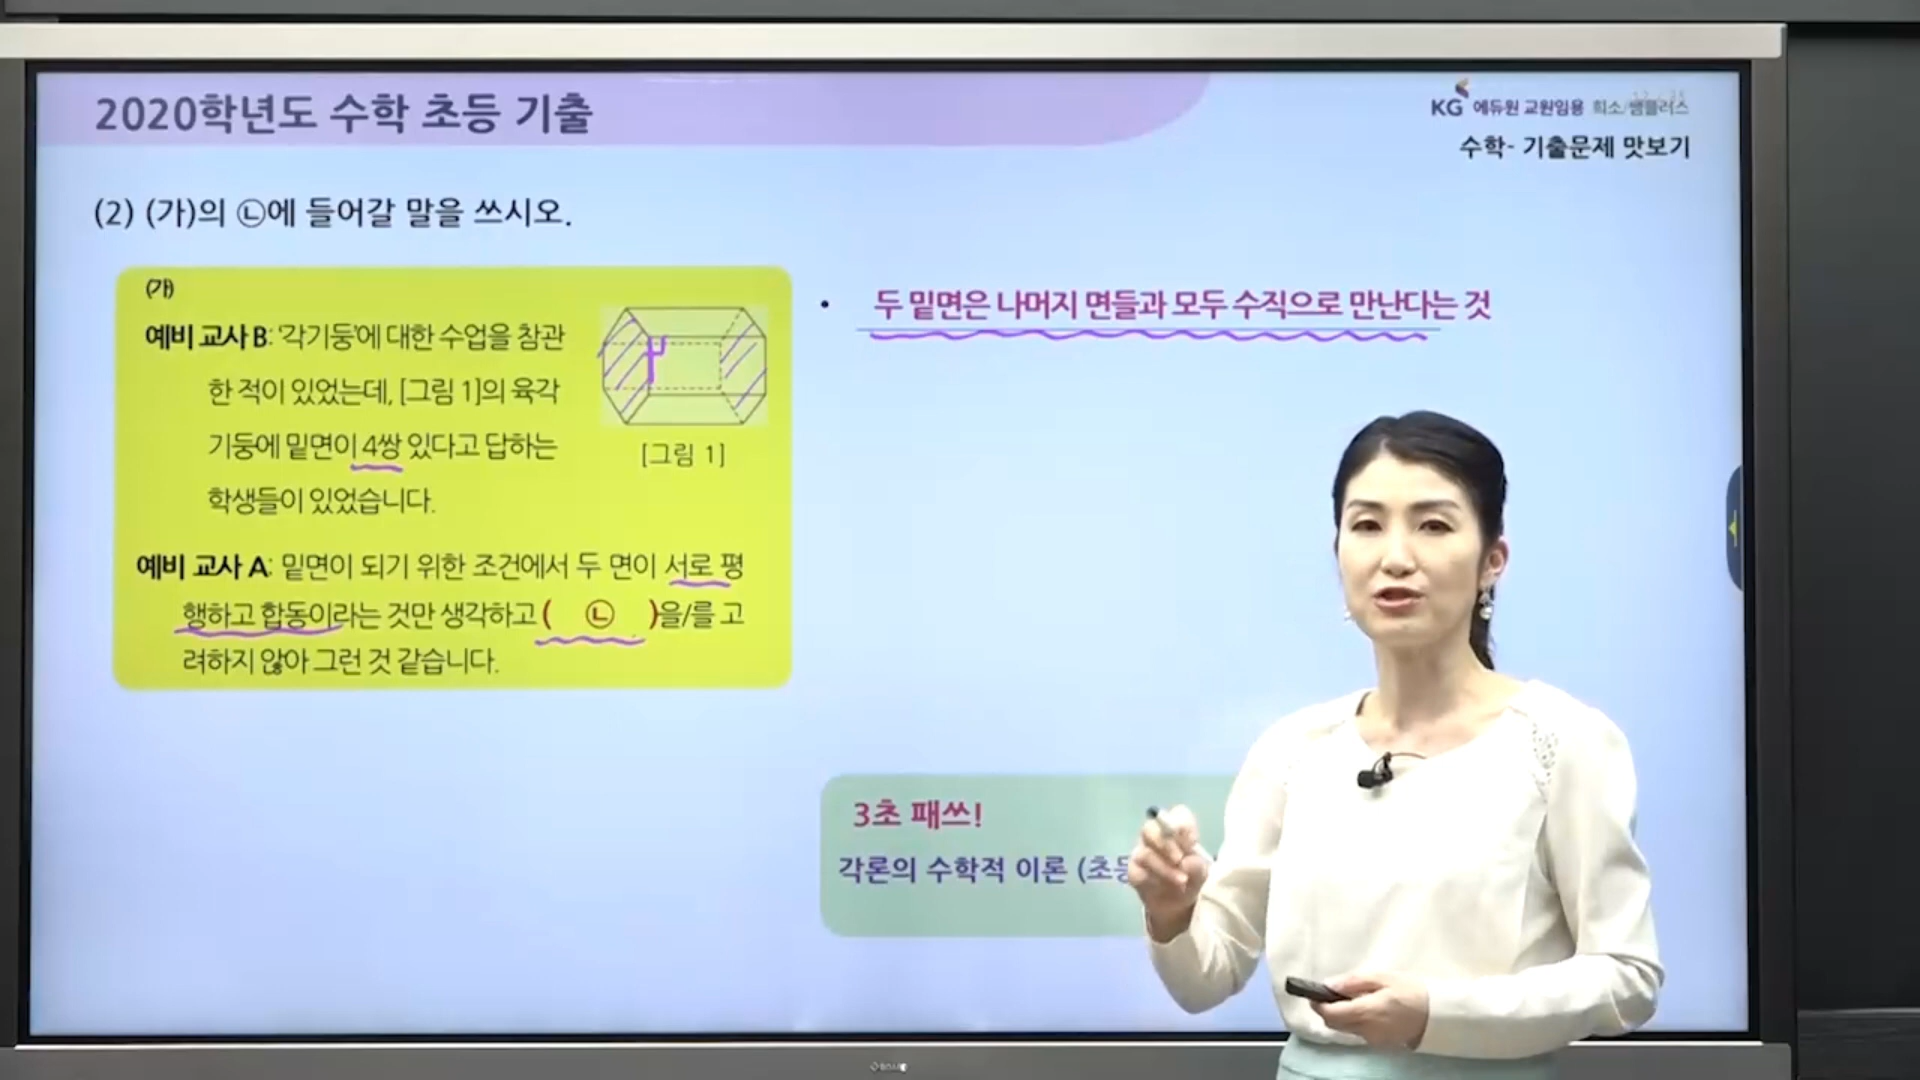 2020학년도 수학 초등 기출
KG 에듀원 교원임용 희소/쌤플러스
수학- 기출문제 맛보기
(2) (가)의 ㉡에 들어갈 말을 쓰시오.
(가)
예비 교사 B: '각기둥'에 대한 수업을 참관
한 적이 있었는데, [그림 1]의 육각
기둥에 밑면이 4쌍 있다고 답하는
학생들이 있었습니다.
[그림 1]
예비 교사 A: 밑면이 되기 위한 조건에서 두 면이 서로 평
행하고 합동이라는 것만 생각하고 ( ㉡ )을/를 고
려하지 않아 그런 것 같습니다.
• 두 밑면은 나머지 면들과 모두 수직으로 만난다는 것
3초 패쓰!
각론의 수학적 이론 (초등